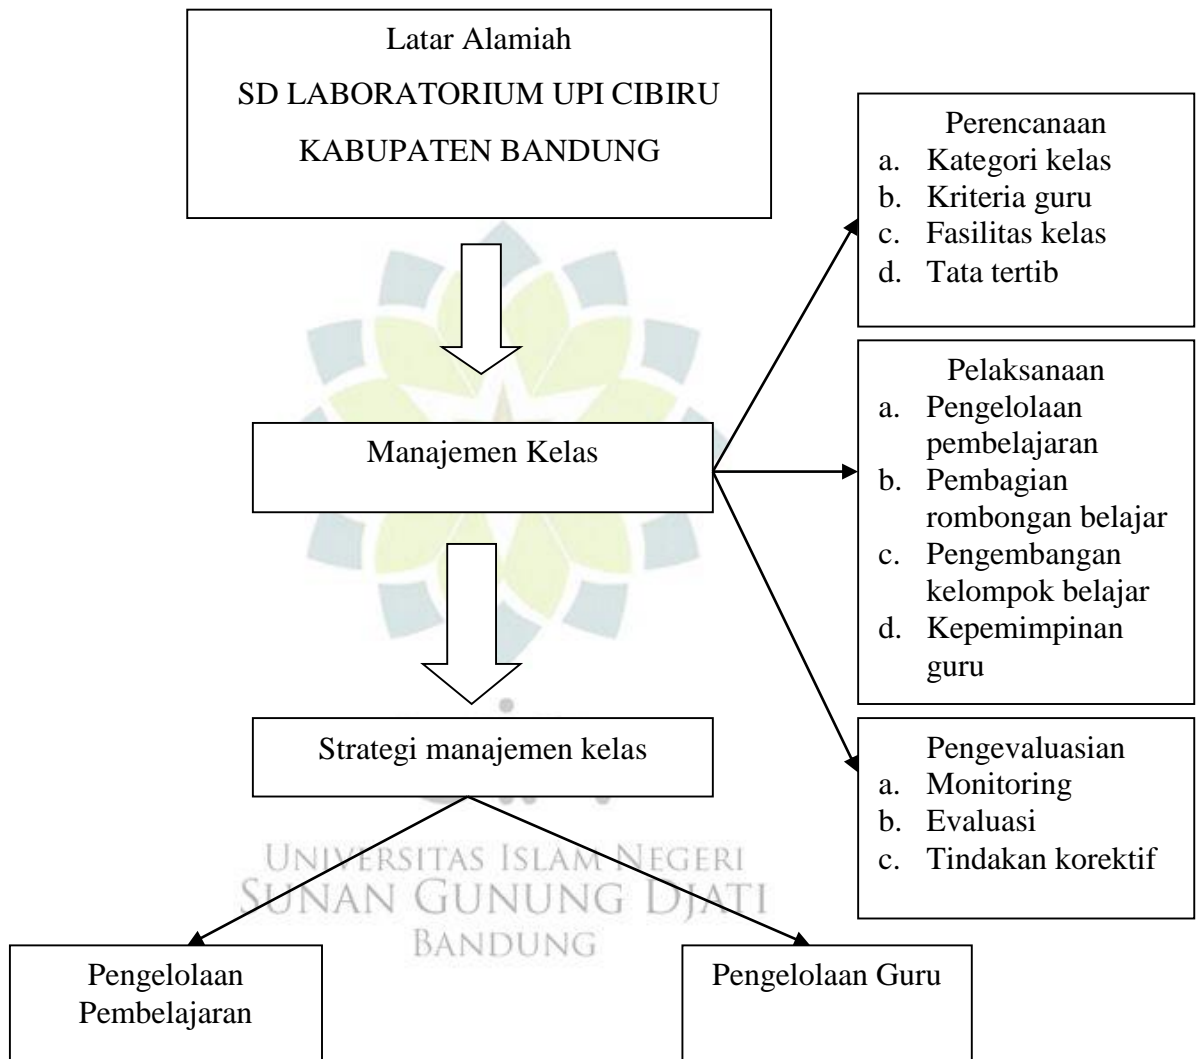 Latar Alamiah
SD LABORATORIUM UPI CIBIRU
KABUPATEN BANDUNG
Perencanaan
a. Kategori kelas
b. Kriteria guru
c. Fasilitas kelas
d. Tata tertib
Manajemen Kelas
Pelaksanaan
a. Pengelolaan
pembelajaran
b. Pembagian
rombongan belajar
c. Pengembangan
kelompok belajar
d. Kepemimpinan
guru
Strategi manajemen kelas
Pengevaluasian
a. Monitoring
b. Evaluasi
c. Tindakan korektif
UNIVERSITAS ISLAM NEGERI
SUNAN GUNUNG DJATI
BANDUNG
Pengelolaan
Pembelajaran
Pengelolaan Guru